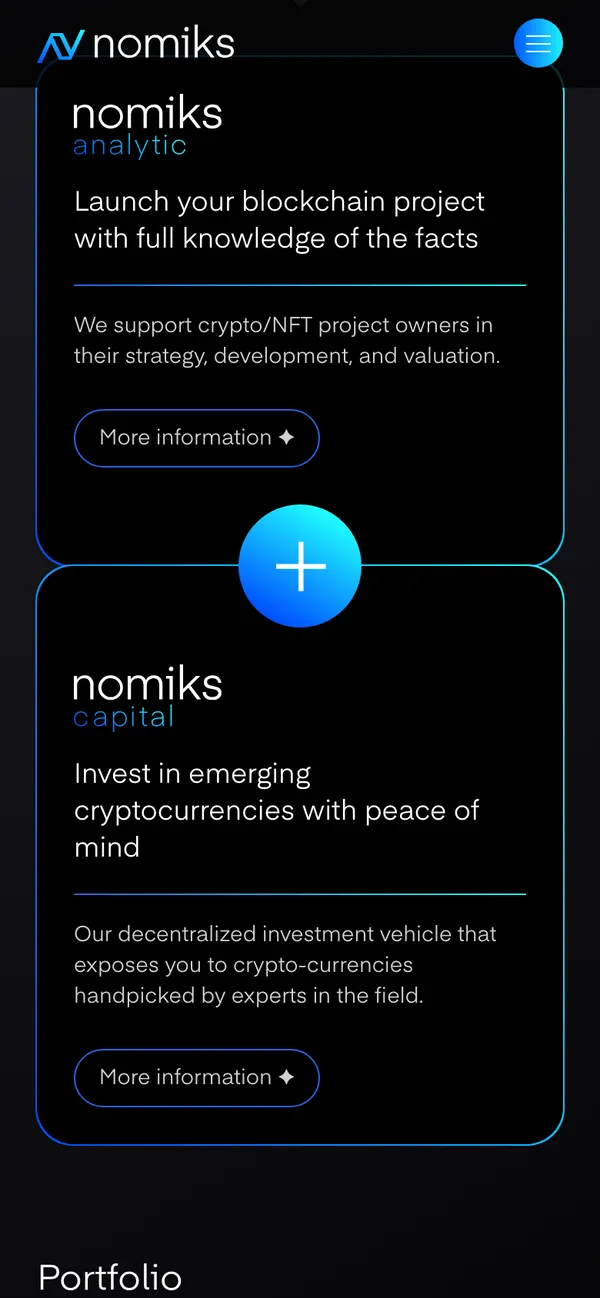 nomiks
nomiks
analytic
Launch your blockchain project
with full knowledge of the facts
We support crypto/NFT project owners in
their strategy, development, and valuation.
More information ✦
nomiks
capital
Invest in emerging
cryptocurrencies with peace of
mind
Our decentralized investment vehicle that
exposes you to crypto-currencies
handpicked by experts in the field.
More information ✦
Portfolio